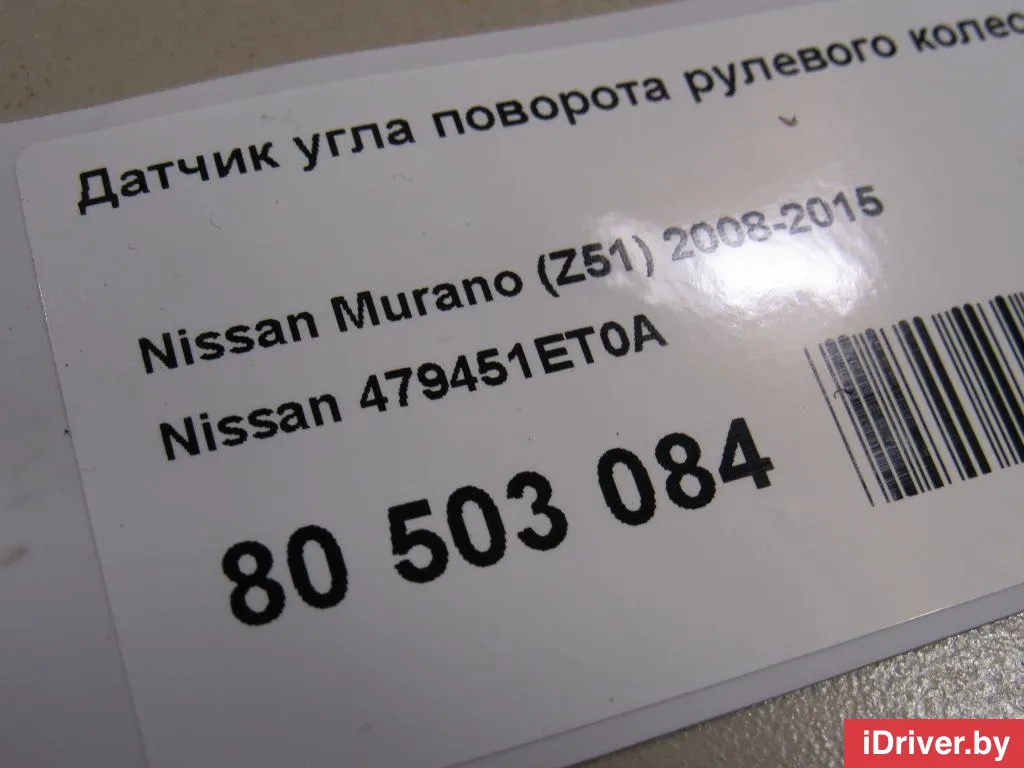 Датчик угла поворота рулевого колес
Nissan Murano (Z51) 2008-2015
Nissan 479451ET0A
80 503 084
iDriver.by